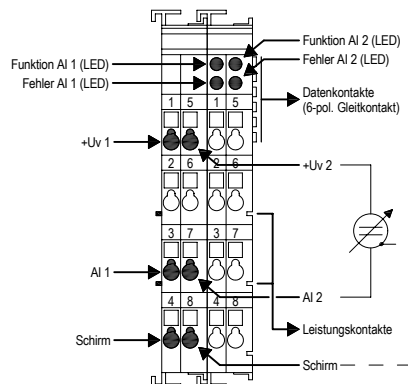 Funktion AI 2 (LED)
Funktion AI 1 (LED)
Fehler AI 2 (LED)
Fehler AI 1 (LED)
Datenkontakte
(6-pol. Gleitkontakt)
1 5 1 5
+Uv 1
+Uv 2
2 6 2 6
3 7 3 7
AI 1
AI 2
4 8 4 8
Leistungskontakte
Schirm
Schirm